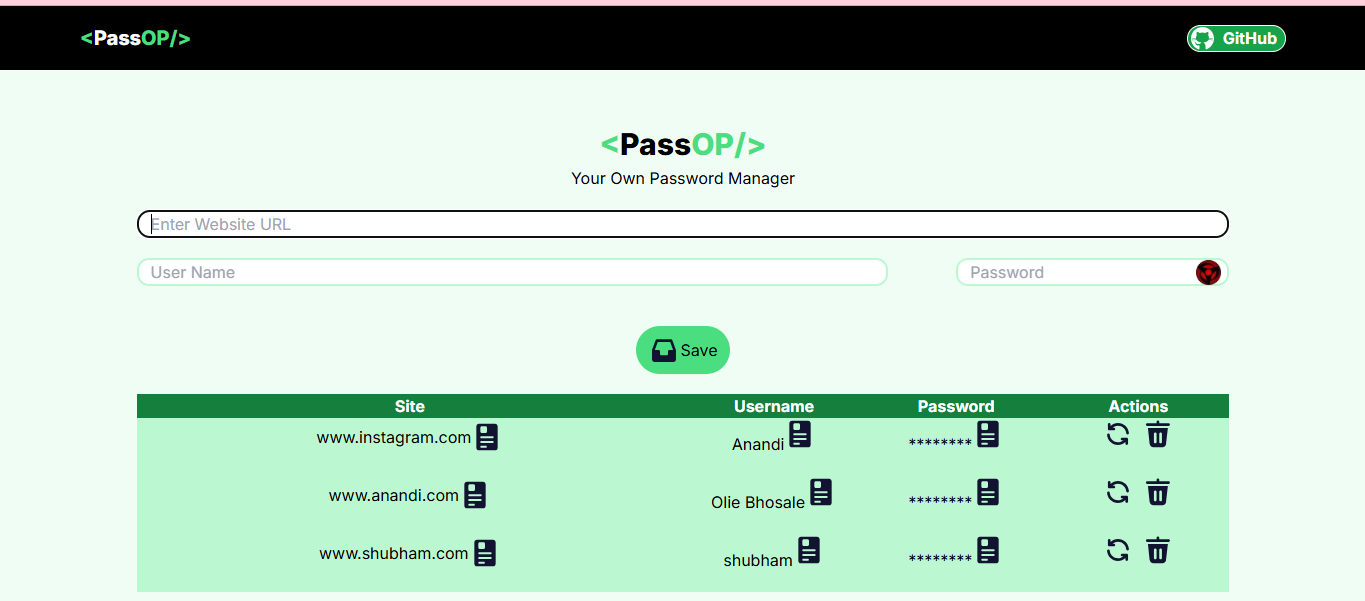 <PassOP/>
GitHub
<PassOP/>
Your Own Password Manager
Enter Website URL
User Name
Password
Save
Site Username Password Actions
www.instagram.com Anandi ********
www.anandi.com Olie Bhosale ********
www.shubham.com shubham ********